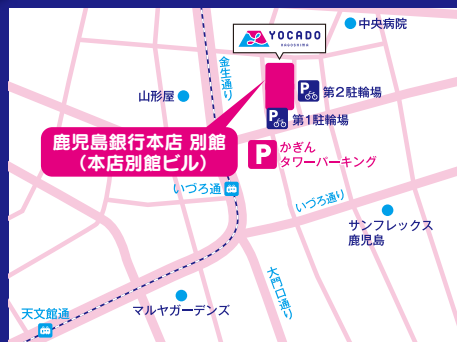 中央病院
YOCADO
KAGOSHIMA
金生通り
山形屋
P
第2駐輪場
P
第1駐輪場
鹿児島銀行本店 別館
(本店別館ビル)
P
かぎん
タワーパーキング
いづろ通
いづろ通り
サンフレックス
鹿児島
大門口通り
マルヤガーデンズ
天文館通